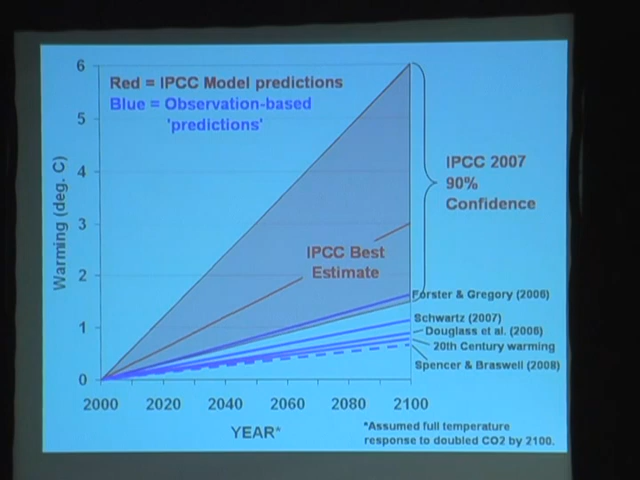 Red = IPCC Model predictions
Blue = Observation-based
'predictions'
6
5
4
3
2
1
0
Warming (deg. C)
IPCC 2007
90%
Confidence
IPCC Best
Estimate
Forster & Gregory (2006)
Schwartz (2007)
Douglass et al. (2006)
20th Century warming
Spencer & Braswell (2008)
2000 2020 2040 2060 2080 2100
YEAR*
*Assumed full temperature
response to doubled CO2 by 2100.